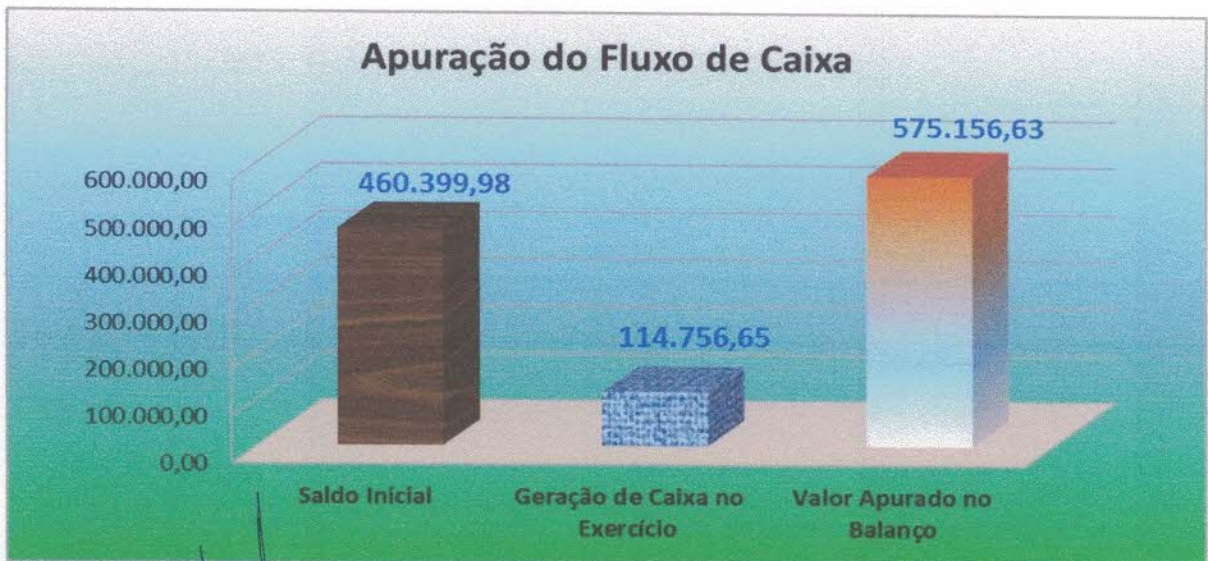 Apuração do Fluxo de Caixa
600.000,00
500.000,00
400.000,00
300.000,00
200.000,00
100.000,00
0,00
460.399,98
114.756,65
575.156,63
Saldo Inicial
Geração de Caixa no
Exercício
Valor Apurado no
Balanço